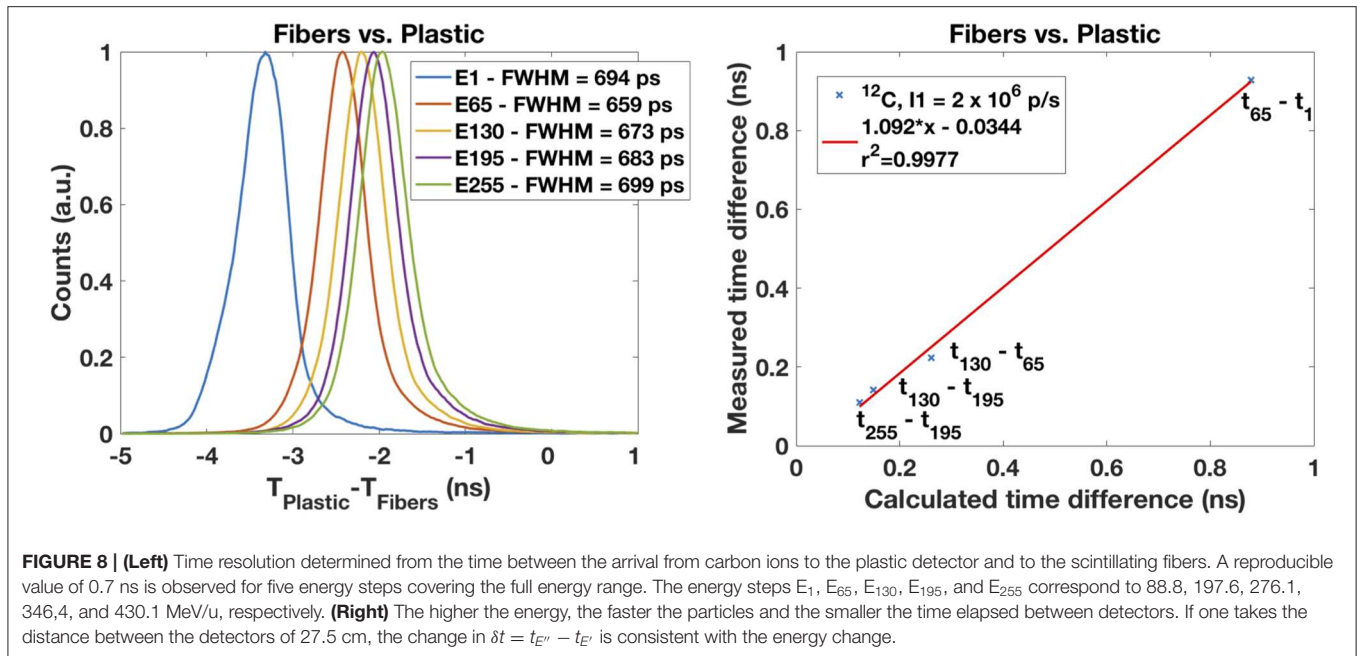 Fibers vs. Plastic
1
0.8
0.6
0.4
0.2
0
Counts (a.u.)
E1 - FWHM = 694 ps
E65 - FWHM = 659 ps
E130 - FWHM = 673 ps
E195 - FWHM = 683 ps
E255 - FWHM = 699 ps
-5 -4 -3 -2 -1 0 1
T_Plastic-T_Fibers (ns)
Fibers vs. Plastic
1
0.8
0.6
0.4
0.2
0
Measured time difference (ns)
¹²C, I1 = 2 x 10⁶ p/s
1.092*x - 0.0344
r²=0.9977
t₆₅ - t₁
t₁₃₀ - t₆₅
t₁₃₀ - t₁₉₅
t₂₅₅ - t₁₉₅
0 0.2 0.4 0.6 0.8 1
Calculated time difference (ns)
FIGURE 8 | (Left) Time resolution determined from the time between the arrival from carbon ions to the plastic detector and to the scintillating fibers. A reproducible
value of 0.7 ns is observed for five energy steps covering the full energy range. The energy steps E₁, E₆₅, E₁₃₀, E₁₉₅, and E₂₅₅ correspond to 88.8, 197.6, 276.1,
346,4, and 430.1 MeV/u, respectively. (Right) The higher the energy, the faster the particles and the smaller the time elapsed between detectors. If one takes the
distance between the detectors of 27.5 cm, the change in δt = t_E″ − t_E′ is consistent with the energy change.